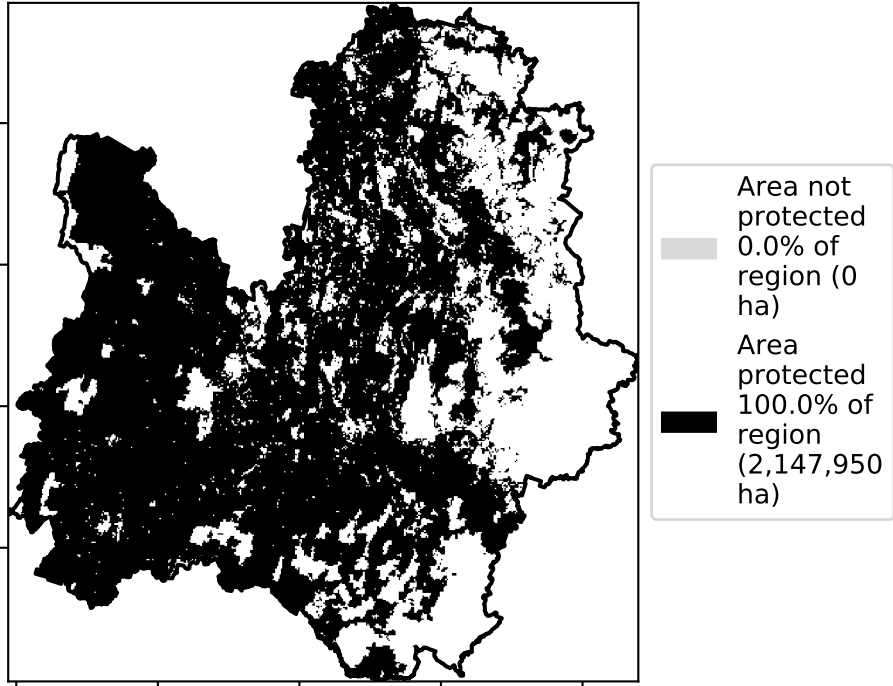 Area not
protected
0.0% of
region (0
ha)
Area
protected
100.0% of
region
(2,147,950
ha)